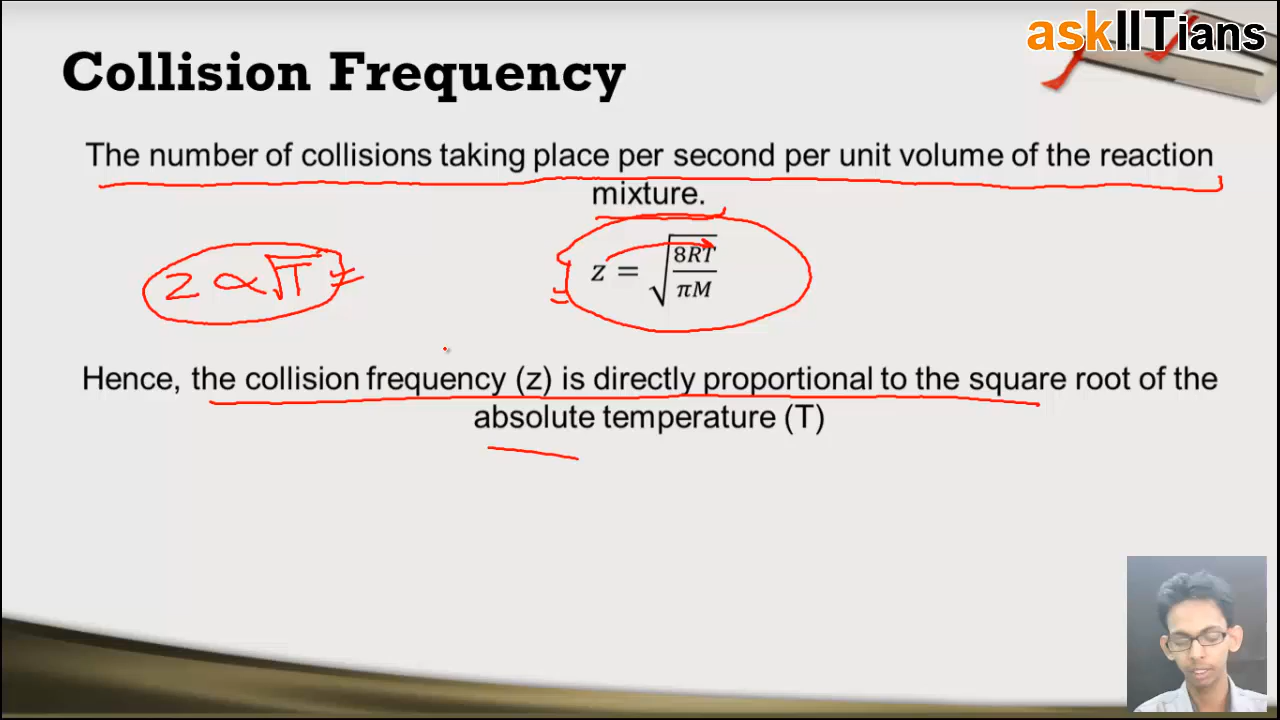 askIITians
Collision Frequency
The number of collisions taking place per second per unit volume of the reaction
mixture.
z ∝ √T
z = √(8RT/πM)
Hence, the collision frequency (z) is directly proportional to the square root of the
absolute temperature (T)